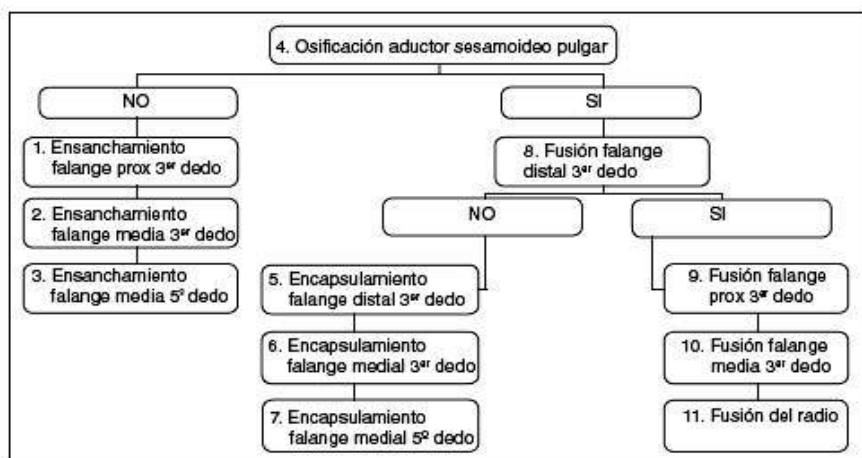 4. Osificación aductor sesamoideo pulgar
NO
SI
1. Ensanchamiento
falange prox 3er dedo
2. Ensanchamiento
falange media 3er dedo
3. Ensanchamiento
falange media 5º dedo
8. Fusión falange
distal 3er dedo
NO
SI
5. Encapsulamiento
falange distal 3er dedo
6. Encapsulamiento
falange medial 3er dedo
7. Encapsulamiento
falange medial 5º dedo
9. Fusión falange
prox 3er dedo
10. Fusión falange
media 3er dedo
11. Fusión del radio